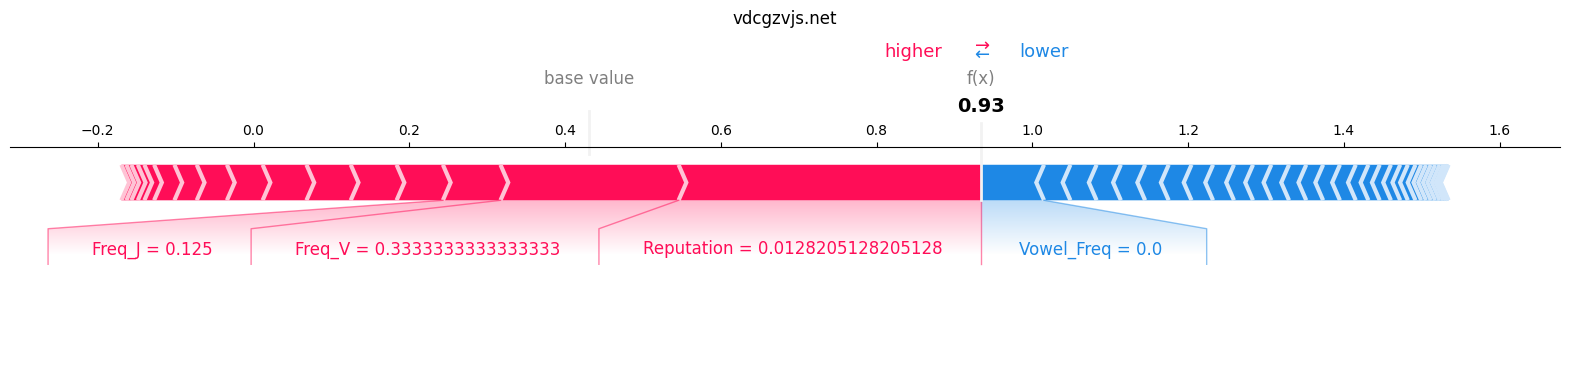 vdcgzvjs.net
higher ⇄ lower
base value f(x)
0.93
−0.2 0.0 0.2 0.4 0.6 0.8 1.0 1.2 1.4 1.6
Freq_J = 0.125 Freq_V = 0.3333333333333333 Reputation = 0.0128205128205128 Vowel_Freq = 0.0